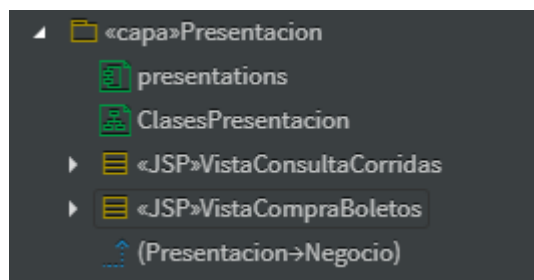 «capa»Presentacion
presentations
ClasesPresentacion
«JSP»VistaConsultaCorridas
«JSP»VistaCompraBoletos
(Presentacion→Negocio)